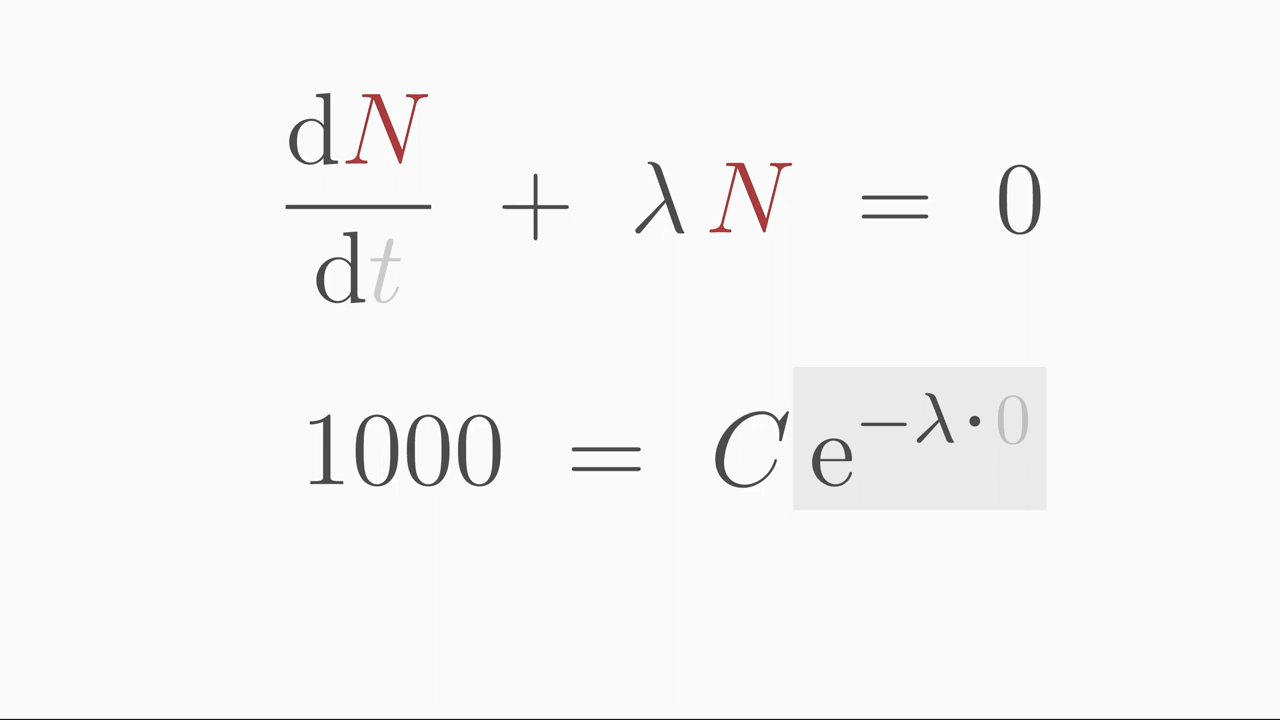 dN/dt + λN = 0
1000 = Ce^{−λ·0}